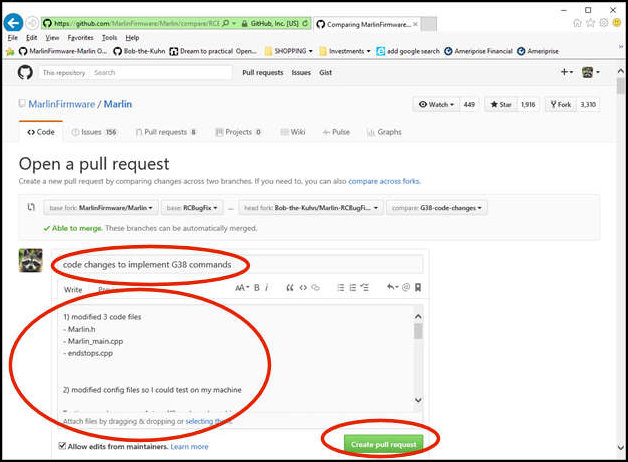 https://github.com/MarlinFirmware/Marlin/compare/RCE
GitHub, Inc. [US]
Comparing MarlinFirmware...
File Edit View Favorites Tools Help
MarlinFirmware-Marlin O...
Bob-the-Kuhn
Dream to practical Open...
SHOPPING
Investments
add google search
Ameriprise Financial
Ameriprise
This repository Search
Pull requests Issues Gist
MarlinFirmware / Marlin
Watch 449 Star 1,916 Fork 3,310
Code Issues 156 Pull requests 8 Projects 0 Wiki Pulse Graphs
Open a pull request
Create a new pull request by comparing changes across two branches. If you need to, you can also compare across forks.
base fork: MarlinFirmware/Marlin base: RCBugFix ... head fork: Bob-the-Kuhn/Marlin-RCBugFi... compare: G38-code-changes
Able to merge. These branches can be automatically merged.
code changes to implement G38 commands
Write
AA B i
1) modified 3 code files
- Marlin.h
- Marlin_main.cpp
- endstops.cpp
2) modified config files so I could test on my machine
Attach files by dragging & dropping or selecting them.
Allow edits from maintainers. Learn more
Create pull request